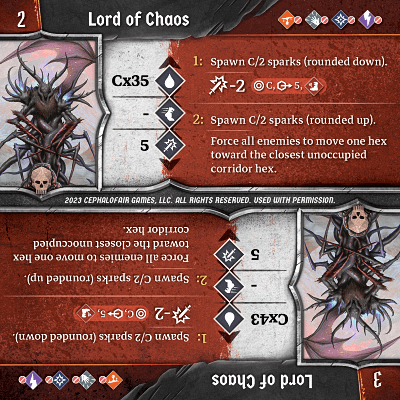 2
Lord of Chaos
Cx35
-
5
1: Spawn C/2 sparks (rounded down).
-2 C, 5,
2: Spawn C/2 sparks (rounded up).
Force all enemies to move one hex
toward the closest unoccupied
corridor hex.
2023 CEPHALOFAIR GAMES, LLC. ALL RIGHTS RESERVED. USED WITH PERMISSION.
3
Lord of Chaos
Cx43
-
5
1: Spawn C/2 sparks (rounded down).
-2 C, 5,
2: Spawn C/2 sparks (rounded up).
Force all enemies to move one hex
toward the closest unoccupied
corridor hex.